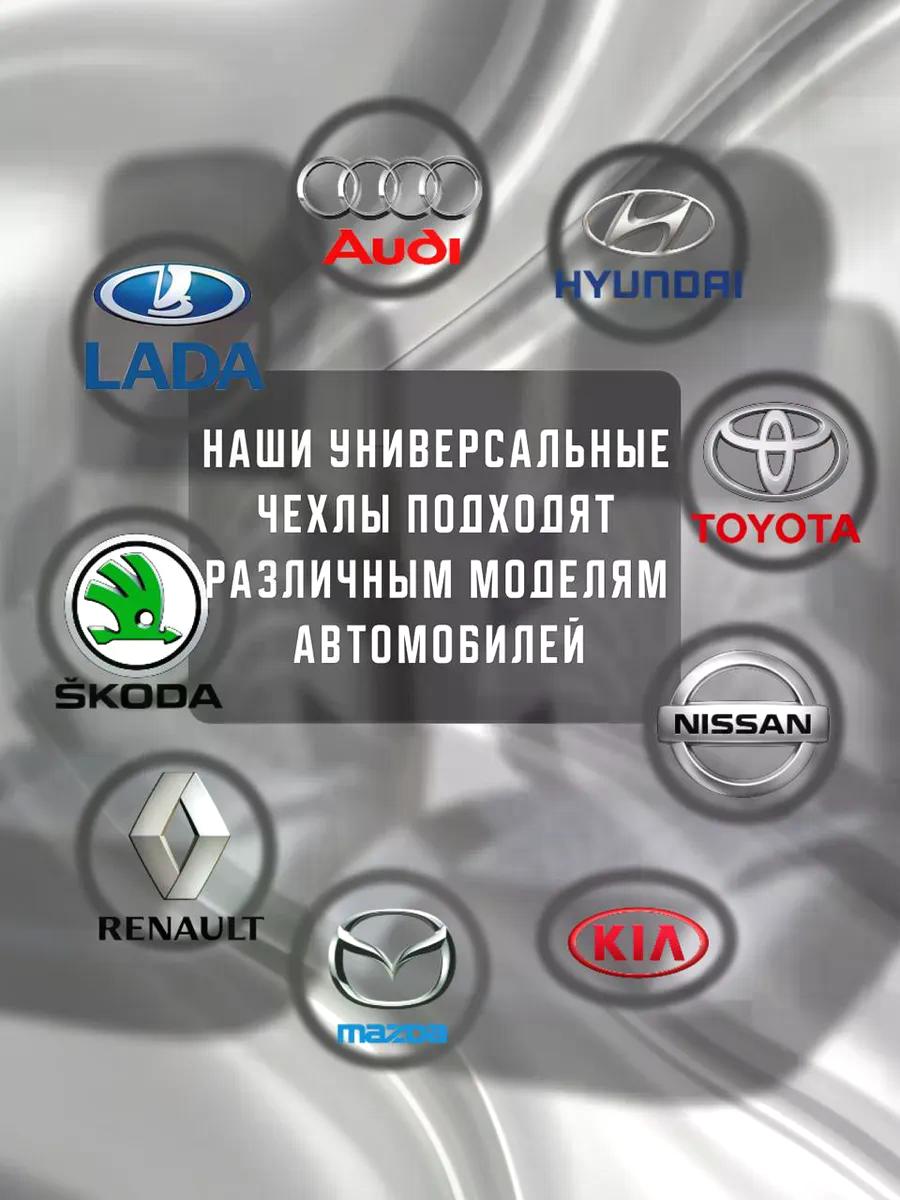 Audi
HYUNDAI
LADA
НАШИ УНИВЕРСАЛЬНЫЕ
ЧЕХЛЫ ПОДХОДЯТ
РАЗЛИЧНЫМ МОДЕЛЯМ
АВТОМОБИЛЕЙ
TOYOTA
ŠKODA
NISSAN
RENAULT
KIA
mazda